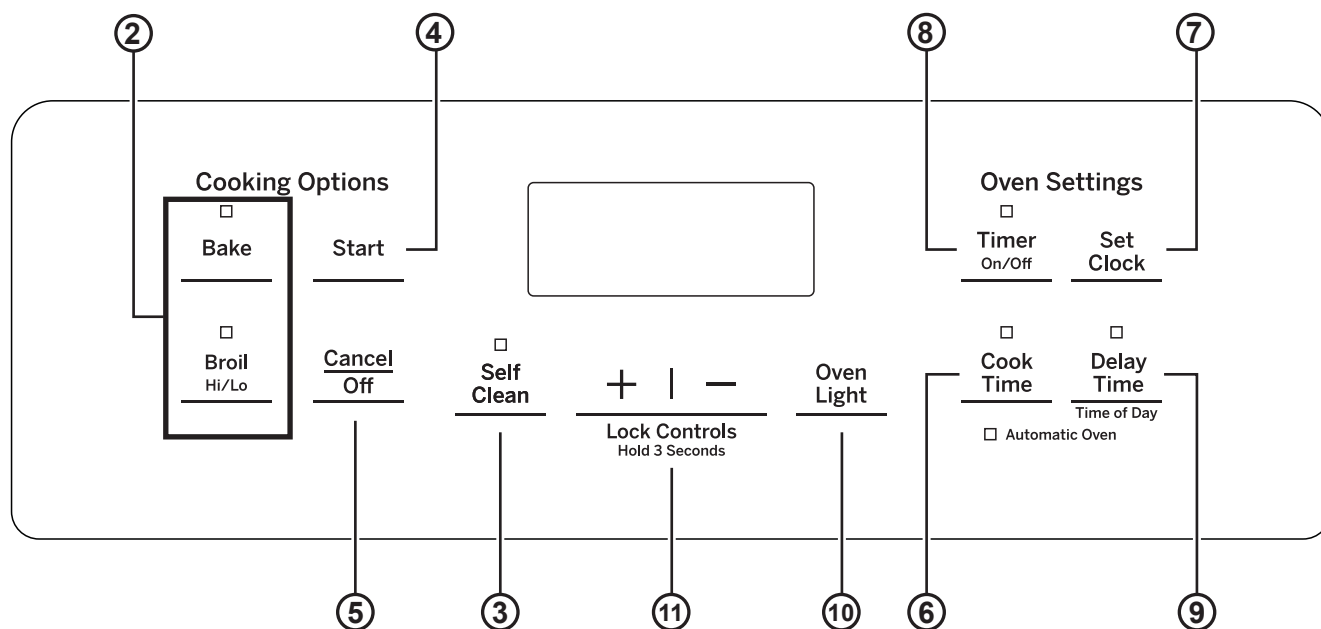 2
4
8
7
Cooking Options
Oven Settings
Bake
Start
Timer
On/Off
Set
Clock
Broil
Hi/Lo
Cancel
Off
Self
Clean
+ | −
Lock Controls
Hold 3 Seconds
Oven
Light
Cook
Time
Delay
Time
Time of Day
Automatic Oven
5
3
11
10
6
9